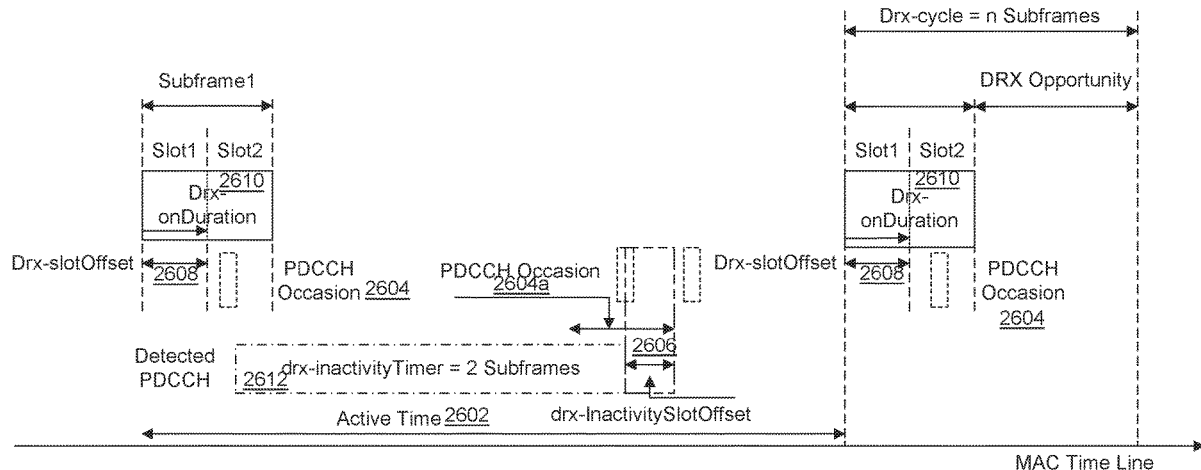 Drx-cycle = n Subframes
Subframe1
DRX Opportunity
Slot1 Slot2
2610
Drx-
onDuration
Slot1 Slot2
2610
Drx-
onDuration
Drx-slotOffset
2608
PDCCH
Occasion 2604
PDCCH Occasion
2604a
Drx-slotOffset
2608
PDCCH
Occasion
2604
2606
Detected
PDCCH
2612
drx-inactivityTimer = 2 Subframes
drx-InactivitySlotOffset
Active Time 2602
MAC Time Line